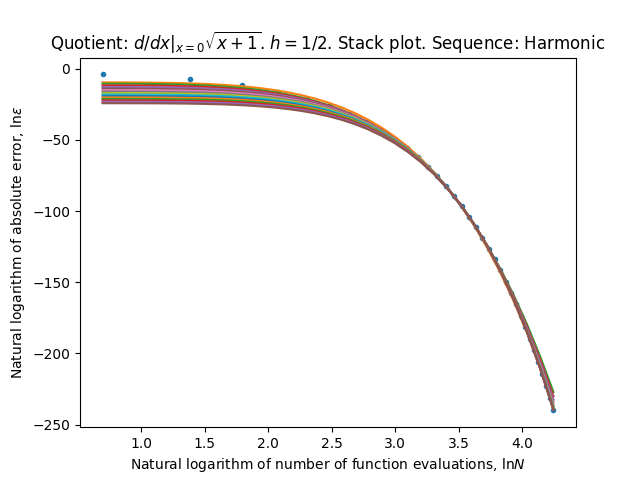 Quotient: d/dx|ₓ₌₀√x + 1. h = 1/2. Stack plot. Sequence: Harmonic
0
−50
−100
−150
−200
−250
Natural logarithm of absolute error, lnε
1.0 1.5 2.0 2.5 3.0 3.5 4.0
Natural logarithm of number of function evaluations, lnN